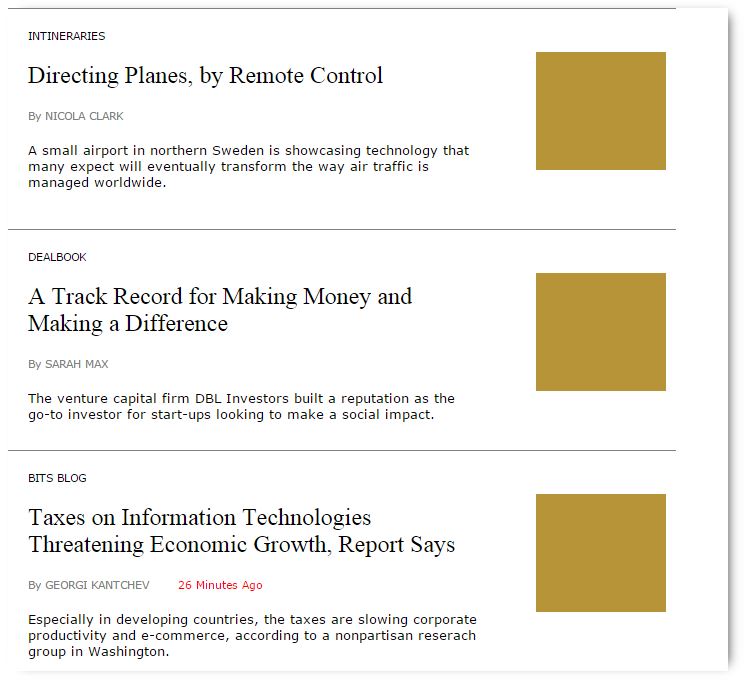 INTINERARIES
Directing Planes, by Remote Control
By NICOLA CLARK
A small airport in northern Sweden is showcasing technology that
many expect will eventually transform the way air traffic is
managed worldwide.
DEALBOOK
A Track Record for Making Money and
Making a Difference
By SARAH MAX
The venture capital firm DBL Investors built a reputation as the
go-to investor for start-ups looking to make a social impact.
BITS BLOG
Taxes on Information Technologies
Threatening Economic Growth, Report Says
By GEORGI KANTCHEV 26 Minutes Ago
Especially in developing countries, the taxes are slowing corporate
productivity and e-commerce, according to a nonpartisan reserach
group in Washington.